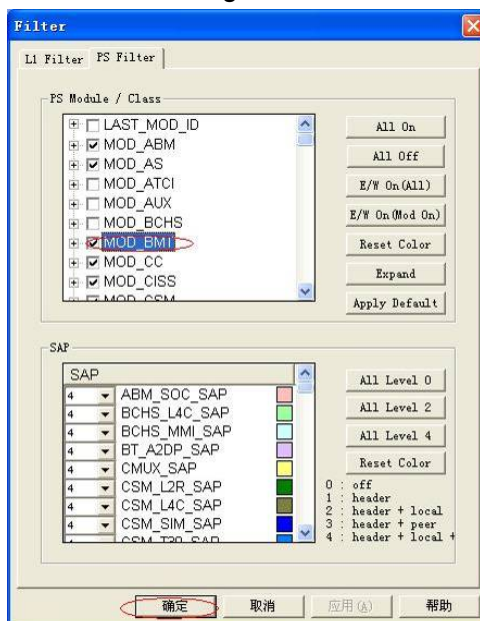 Filter
L1 Filter PS Filter
PS Module / Class
LAST_MOD_ID
MOD_ABM
MOD_AS
MOD_ATCI
MOD_AUX
MOD_BCHS
MOD_BMT
MOD_CC
MOD_CISS
MOD_CSM
All On
All Off
E/W On(All)
E/W On(Mod On)
Reset Color
Expand
Apply Default
SAP
SAP
4 ABM_SOC_SAP
4 BCHS_L4C_SAP
4 BCHS_MMI_SAP
4 BT_A2DP_SAP
4 CMUX_SAP
4 CSM_L2R_SAP
4 CSM_L4C_SAP
4 CSM_SIM_SAP
4 CSM_T30_SAP
All Level 0
All Level 2
All Level 4
Reset Color
0 : off
1 : header
2 : header + local
3 : header + peer
4 : header + local +
确定 取消 应用(A) 帮助